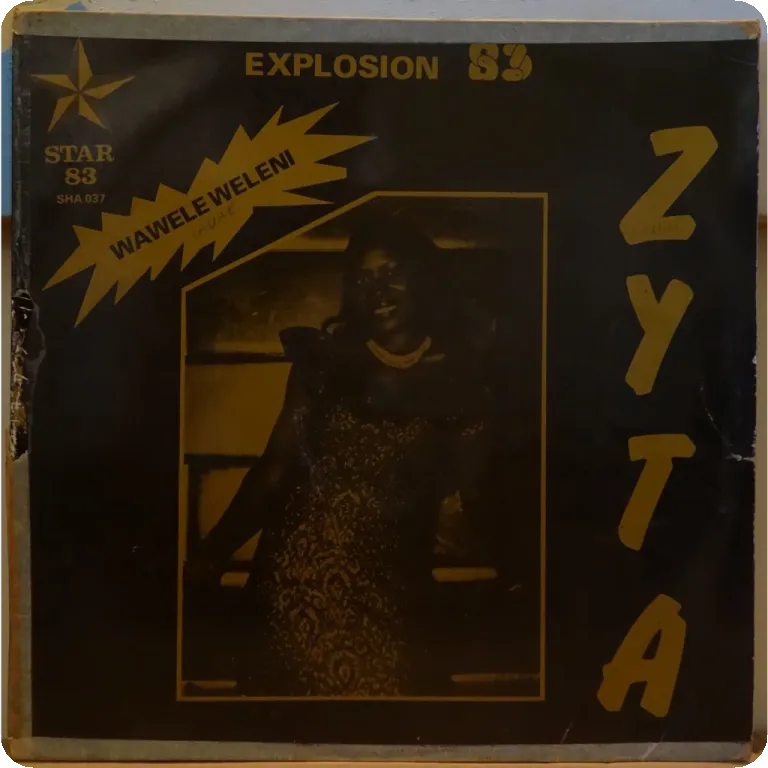 EXPLOSION 83
STAR
83
SHA 037
WAWELE WELENI
ZYTA